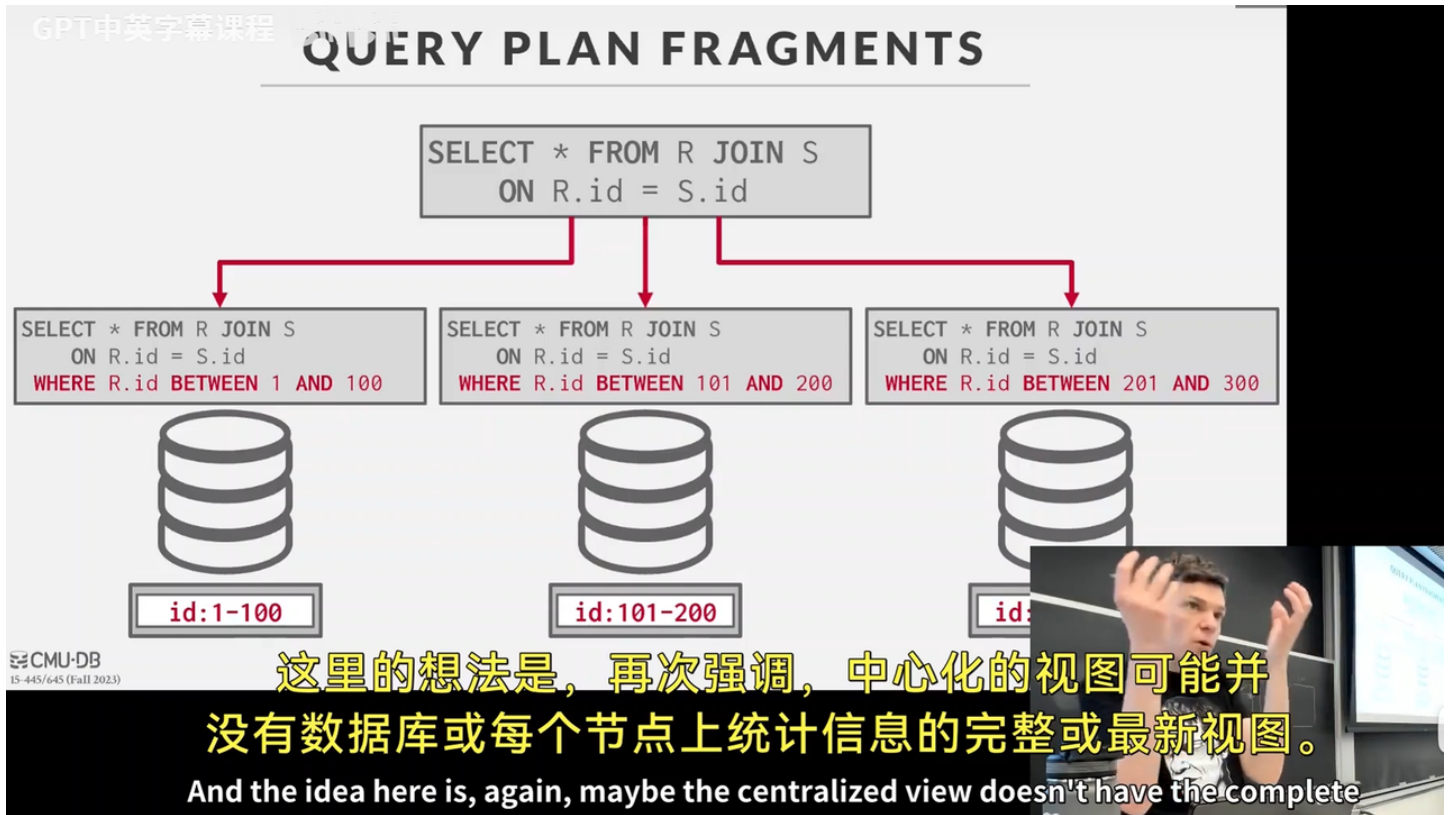 GPT中英字幕课程
QUERY PLAN FRAGMENTS
SELECT * FROM R JOIN S
ON R.id = S.id
SELECT * FROM R JOIN S
ON R.id = S.id
WHERE R.id BETWEEN 1 AND 100
SELECT * FROM R JOIN S
ON R.id = S.id
WHERE R.id BETWEEN 101 AND 200
SELECT * FROM R JOIN S
ON R.id = S.id
WHERE R.id BETWEEN 201 AND 300
id:1-100
id:101-200
id:
CMU·DB
15-445/645 (Fall 2023)
这里的想法是，再次强调，中心化的视图可能并
没有数据库或每个节点上统计信息的完整或最新视图。
And the idea here is, again, maybe the centralized view doesn't have the complete